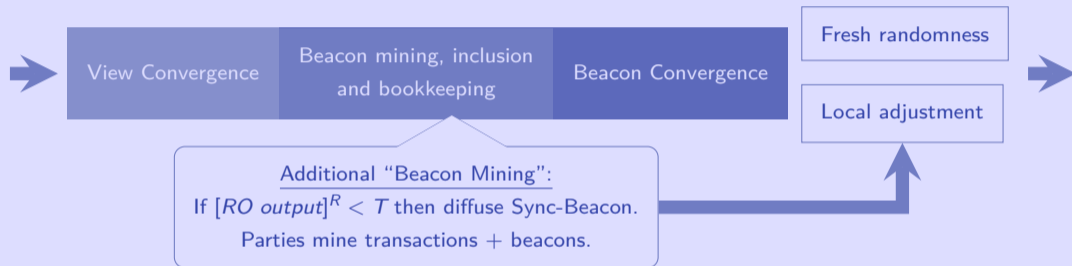 View Convergence
Beacon mining, inclusion
and bookkeeping
Beacon Convergence
Fresh randomness
Local adjustment
Additional “Beacon Mining”:
If [RO output]^R < T then diffuse Sync-Beacon.
Parties mine transactions + beacons.